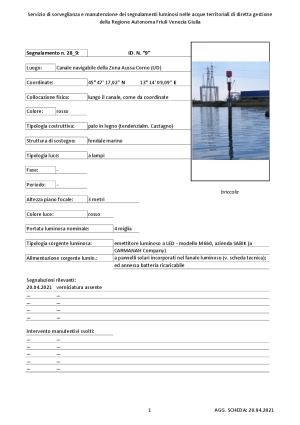 Servizio di sorveglianza e manutenzione dei segnalamenti luminosi nelle acque territoriali di diretta gestione
della Regione Autonoma Friuli Venezia Giulia
Segnalamento n. 28_9: ID. N. "9"
Luogo: Canale navigabile della Zona Aussa Corno (UD)
Coordinate: 45° 47' 17,02" N 13° 14' 09,09" E
Collocazione fisica: lungo il canale, come da coordinate
Colore: rosso
Tipologia costruttiva: palo in legno (tendenzialm. Castagno)
Struttura di sostegno: fondale marino
Tipologia luce: a lampi
Fase: -
Periodo: -
briccole
Altezza piano focale: 3 metri
Colore luce: rosso
Portata luminosa nominale: 4 miglia
Tipologia sorgente luminosa: emettitore luminoso a LED - modello M660, azienda SABIK (a
CARMANAH Company)
Alimentazione sorgente lumin.: a pannelli solari incorporati nel fanale luminoso (v. scheda tecnica);
ed annessa batteria ricaricabile
Segnalazioni rilevanti:
20.04.2021 verniciatura assente
... ...
... ...
... ...
... ...
Intervento manutentivi svolti:
... ...
... ...
... ...
... ...
... ...
1 AGG. SCHEDA: 20.04.2021